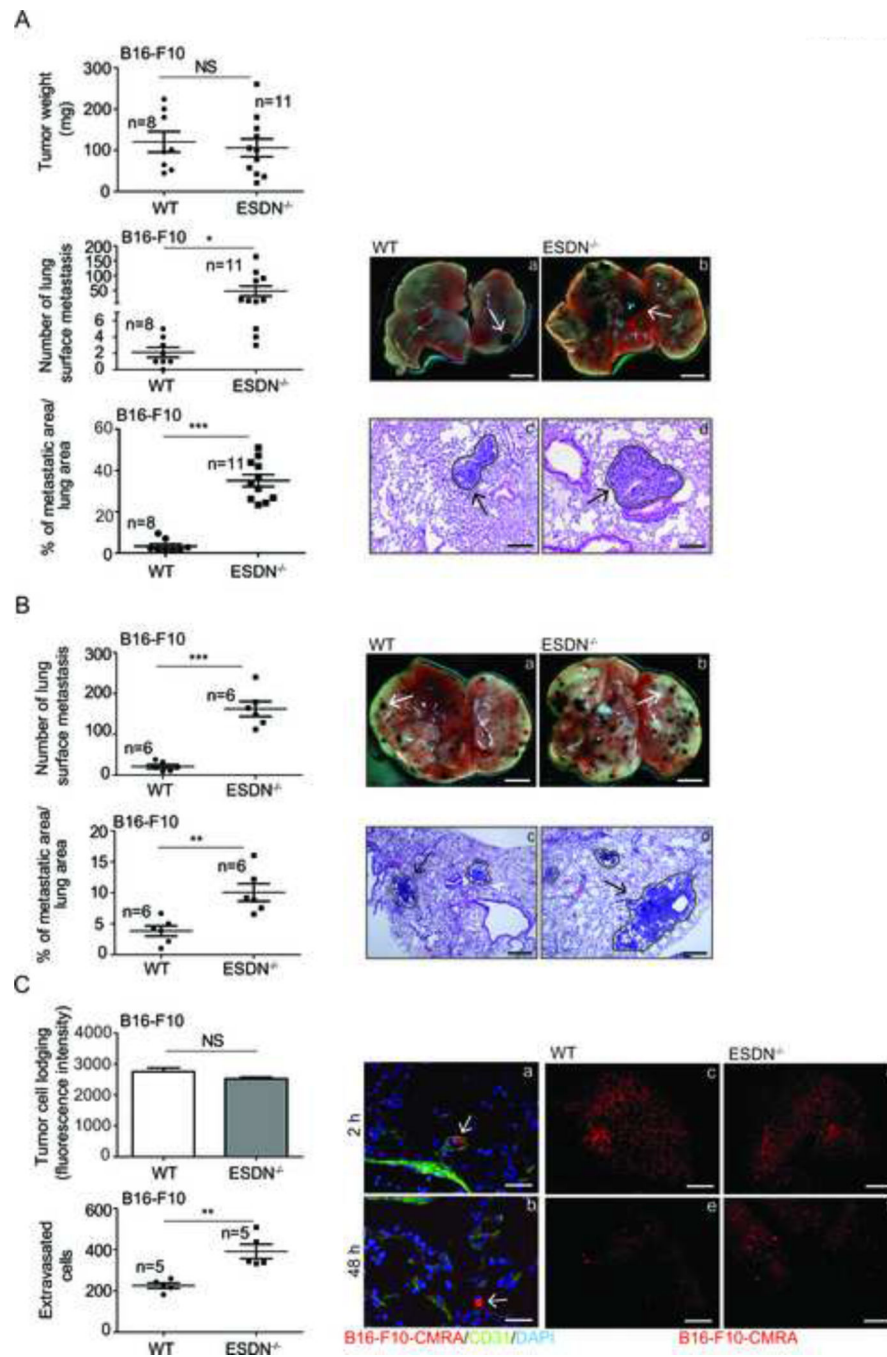 A
B16-F10
NS
n=8
n=11
Tumor weight
(mg)
300
200
100
0
WT
ESDN-/-
B16-F10
*
n=8
n=11
Number of lung
surface metastasis
200
150
100
50
6
4
2
0
WT
ESDN-/-
WT
ESDN-/-
a
b
B16-F10
***
n=8
n=11
% of metastatic area/
lung area
60
40
20
0
WT
ESDN-/-
c
d
B
B16-F10
***
n=6
n=6
Number of lung
surface metastasis
300
200
100
0
WT
ESDN-/-
WT
ESDN-/-
a
b
B16-F10
**
n=6
n=6
% of metastatic area/
lung area
20
15
10
5
0
WT
ESDN-/-
c
d
C
B16-F10
NS
Tumor cell lodging
(fluorescence intensity)
4000
3000
2000
1000
0
WT
ESDN-/-
B16-F10
**
n=5
n=5
Extravasated
cells
600
400
200
0
WT
ESDN-/-
WT
ESDN-/-
2 h
a
c
48 h
b
e
B16-F10-CMRA/CD31/DAPI
B16-F10-CMRA